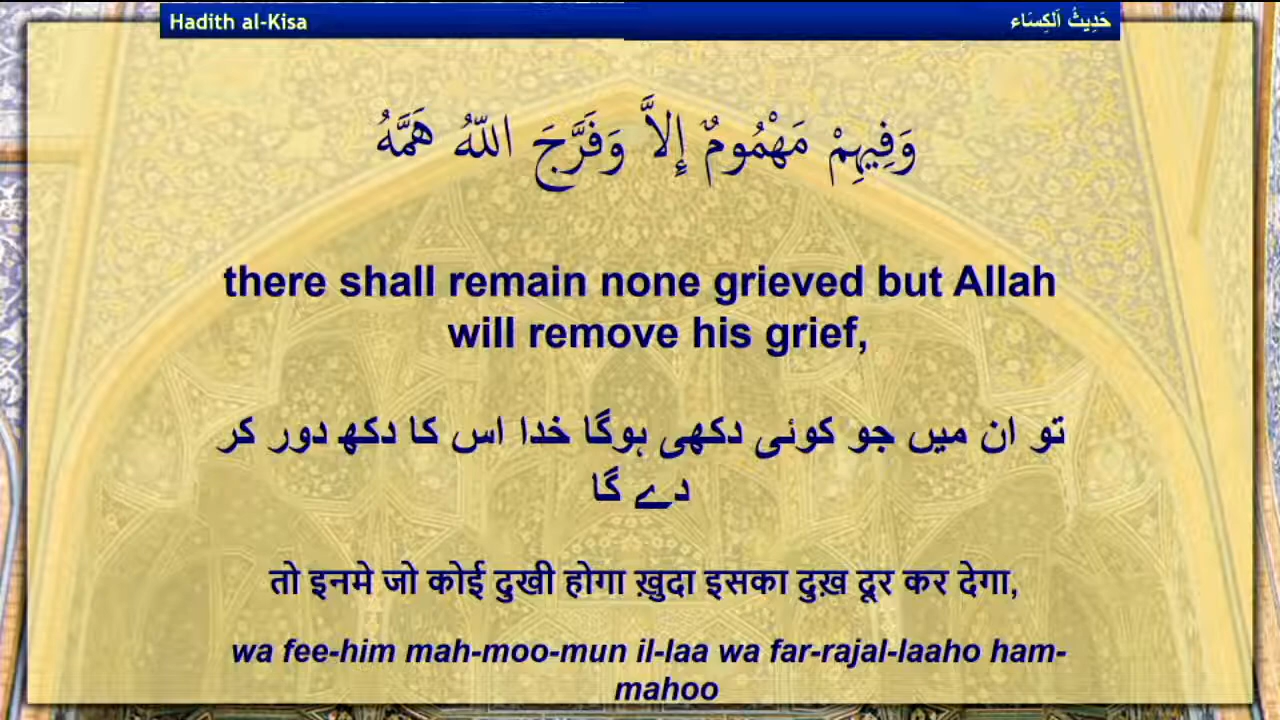 Hadith al-Kisa
حَدِيثُ اَلكِسَاء
وَفِيهِمْ مَهْمُومٌ إِلاَّ وَفَرَّجَ اللّهُ هَمَّهُ
there shall remain none grieved but Allah
will remove his grief,
تو ان میں جو کوئی دکھی ہوگا خدا اس کا دکھ دور کر
دے گا
तो इनमे जो कोई दुखी होगा ख़ुदा इसका दुख़ दूर कर देगा,
wa fee-him mah-moo-mun il-laa wa far-rajal-laaho ham-
mahoo